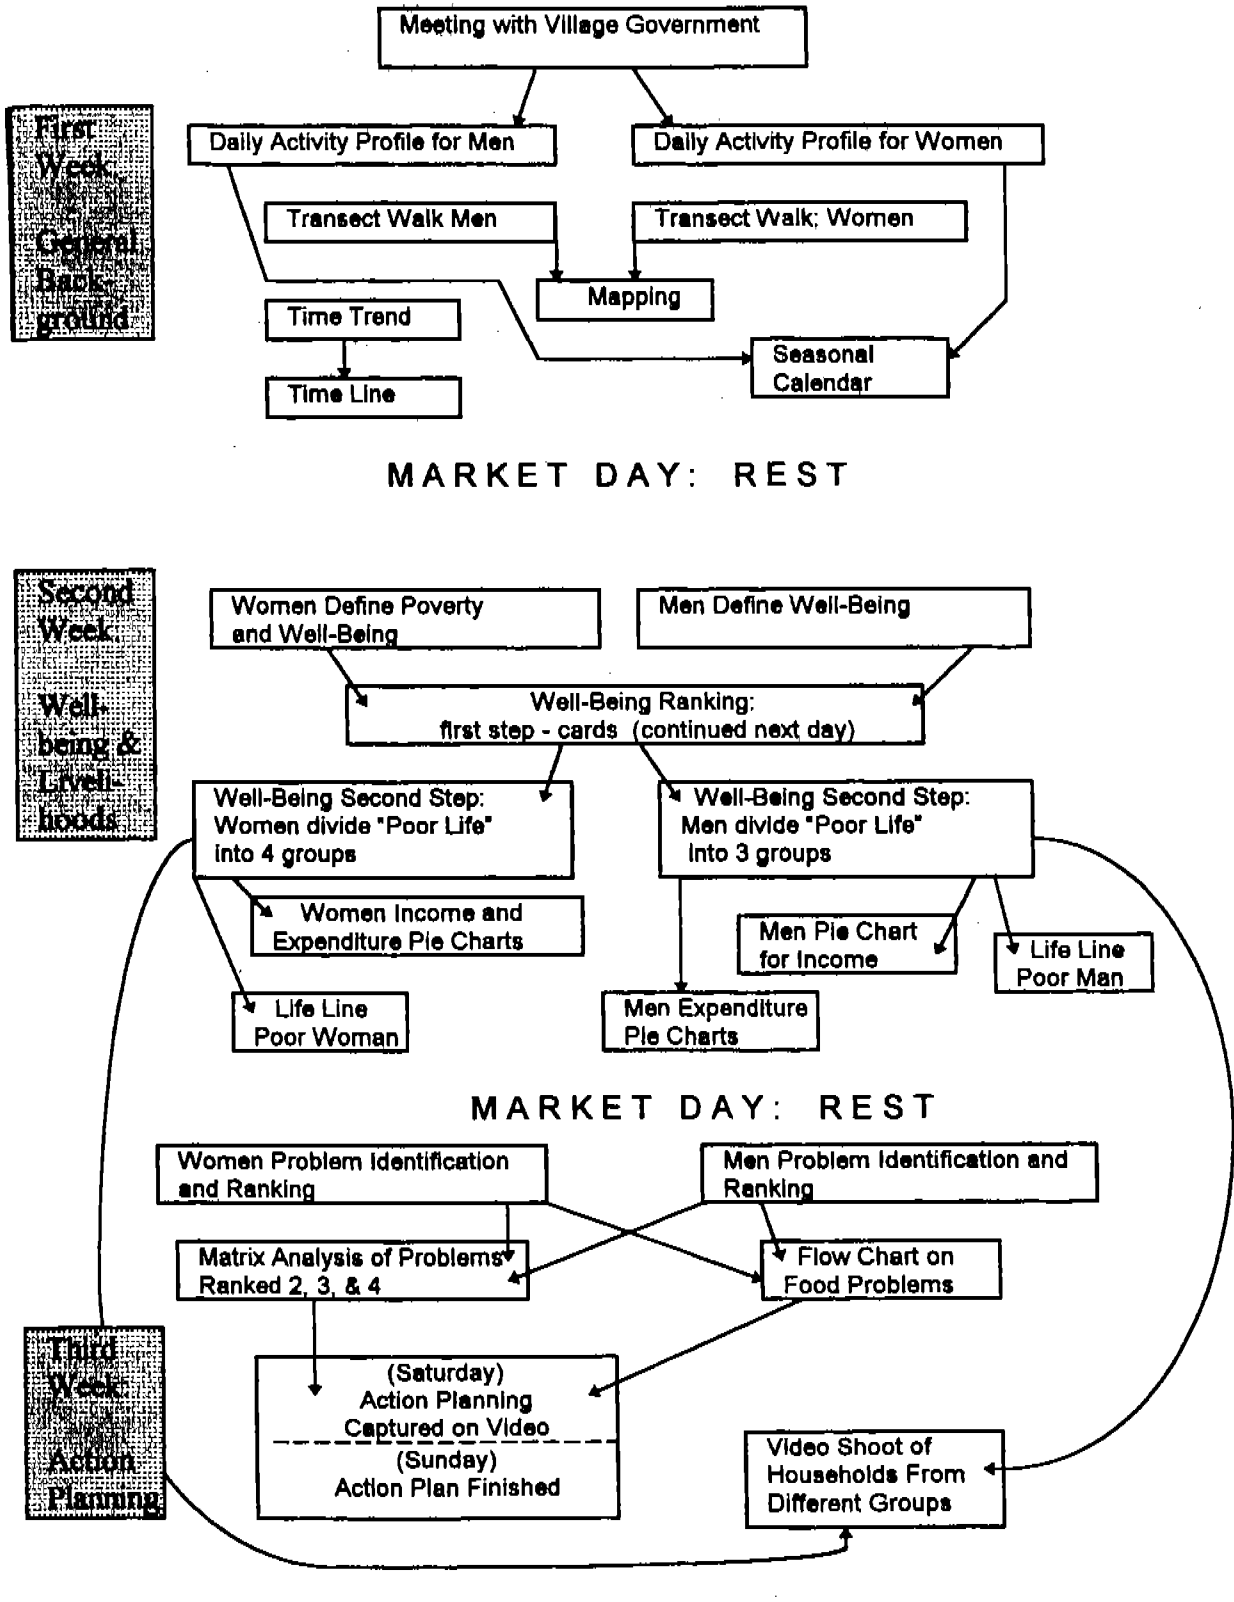 Meeting with Village Government
First
Week:
General
Back-
ground
Daily Activity Profile for Men
Daily Activity Profile for Women
Transect Walk Men
Transect Walk: Women
Mapping
Time Trend
Seasonal
Calendar
Time Line
MARKET DAY: REST
Second
Week:
Well-
being &
Liveli-
hoods
Women Define Poverty
and Well-Being
Men Define Well-Being
Well-Being Ranking:
first step - cards (continued next day)
Well-Being Second Step:
Women divide "Poor Life"
into 4 groups
Well-Being Second Step:
Men divide "Poor Life"
into 3 groups
Women Income and
Expenditure Pie Charts
Men Pie Chart
for Income
Life Line
Poor Man
Life Line
Poor Woman
Men Expenditure
Pie Charts
MARKET DAY: REST
Women Problem Identification
and Ranking
Men Problem Identification and
Ranking
Matrix Analysis of Problems
Ranked 2, 3, & 4
Flow Chart on
Food Problems
Third
Week:
Action
Planning
(Saturday)
Action Planning
Captured on Video
(Sunday)
Action Plan Finished
Video Shoot of
Households From
Different Groups